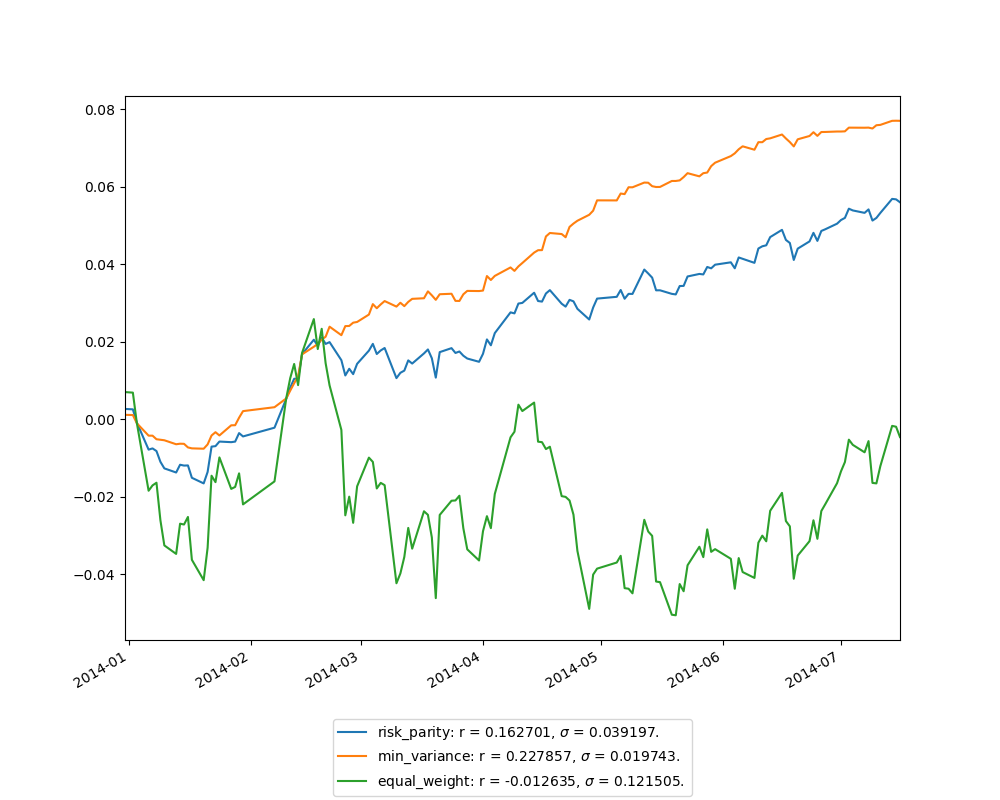 0.08
0.06
0.04
0.02
0.00
−0.02
−0.04
2014-01 2014-02 2014-03 2014-04 2014-05 2014-06 2014-07
risk_parity: r = 0.162701, σ = 0.039197.
min_variance: r = 0.227857, σ = 0.019743.
equal_weight: r = -0.012635, σ = 0.121505.